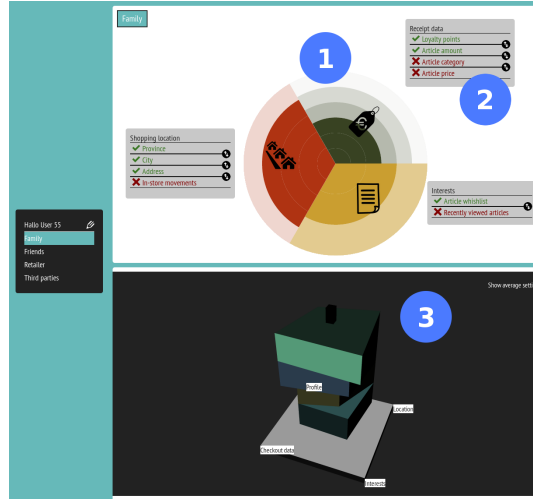 Family
1
Receipt data
Loyalty points
Article amount
Article category
Article price
2
Shopping location
Province
City
Address
In-store movements
€
Interests
Article whishlist
Recently viewed articles
Hallo User 55
Family
Friends
Retailer
Third parties
Show average setti
3
Profile
Location
Checkout data
Interests